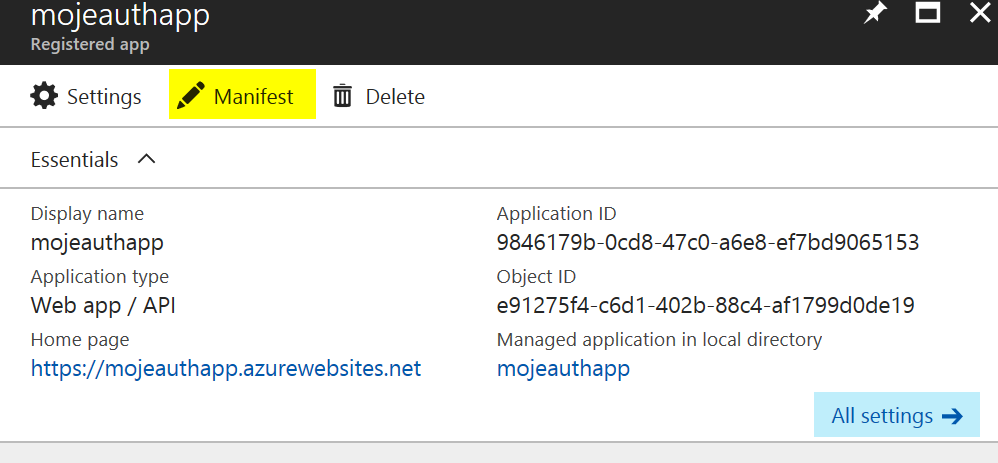 mojeauthapp
Registered app
Settings Manifest Delete
Essentials
Display name
mojeauthapp
Application type
Web app / API
Home page
https://mojeauthapp.azurewebsites.net
Application ID
9846179b-0cd8-47c0-a6e8-ef7bd9065153
Object ID
e91275f4-c6d1-402b-88c4-af1799d0de19
Managed application in local directory
mojeauthapp
All settings